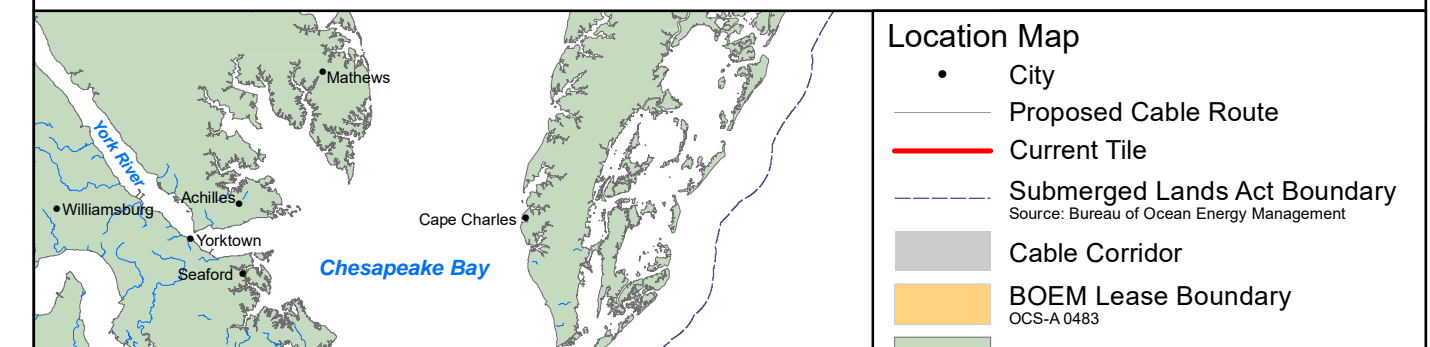 Mathews
York River
Achilles
Williamsburg
Cape Charles
Yorktown
Chesapeake Bay
Seaford
Location Map
City
Proposed Cable Route
Current Tile
Submerged Lands Act Boundary
Source: Bureau of Ocean Energy Management
Cable Corridor
BOEM Lease Boundary
OCS-A 0483